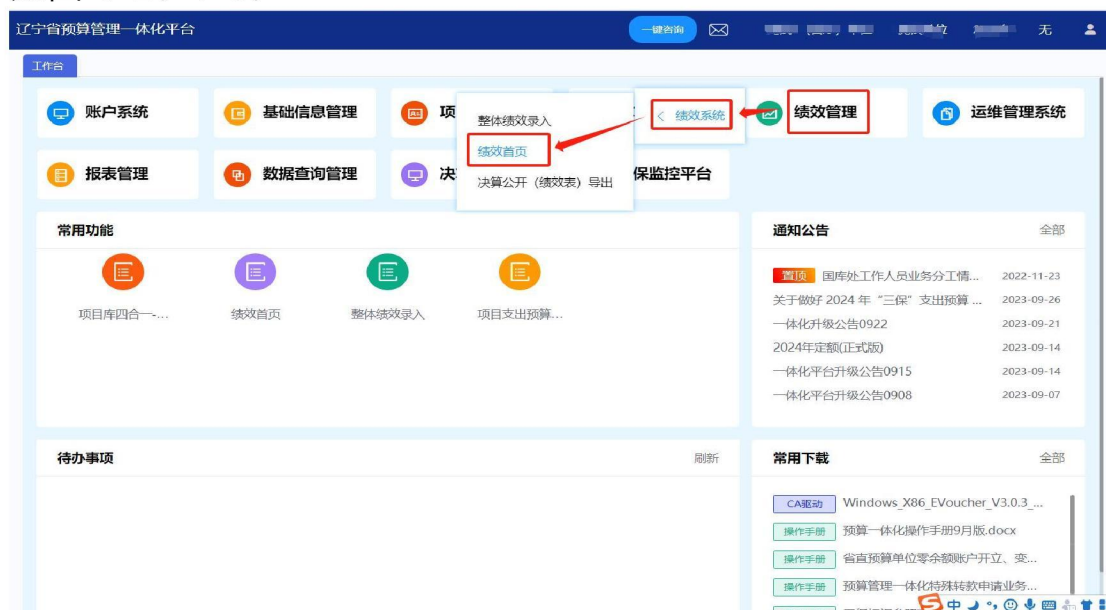 辽宁省预算管理一体化平台
一键咨询
无
工作台
账户系统
基础信息管理
项
绩效管理
运维管理系统
整体绩效录入
绩效首页
决算公开（绩效表）导出
< 绩效系统
报表管理
数据查询管理
决
保监控平台
常用功能
项目库四合一-...
绩效首页
整体绩效录入
项目支出预算...
通知公告
全部
置顶 国库处工作人员业务分工情... 2022-11-23
关于做好 2024 年“三保”支出预算 ... 2023-09-26
一体化升级公告0922 2023-09-21
2024年定额(正式版) 2023-09-14
一体化平台升级公告0915 2023-09-14
一体化平台升级公告0908 2023-09-07
待办事项
刷新
常用下载
全部
CA驱动 Windows_X86_EVoucher_V3.0.3_...
操作手册 预算一体化操作手册9月版.docx
操作手册 省直预算单位零余额账户开立、变...
操作手册 预算管理一体化特殊转款申请业务...
中